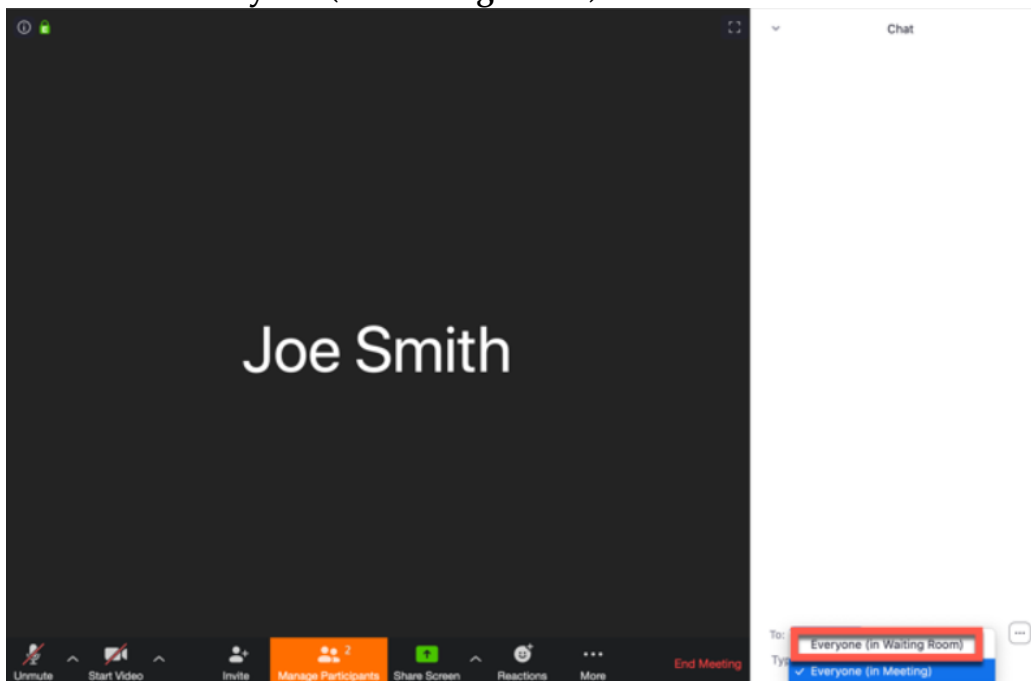 Chat
Joe Smith
To:
Everyone (in Waiting Room)
Typ
✓ Everyone (in Meeting)
2
Unmute
Start Video
Invite
Manage Participants
Share Screen
Reactions
More
End Meeting